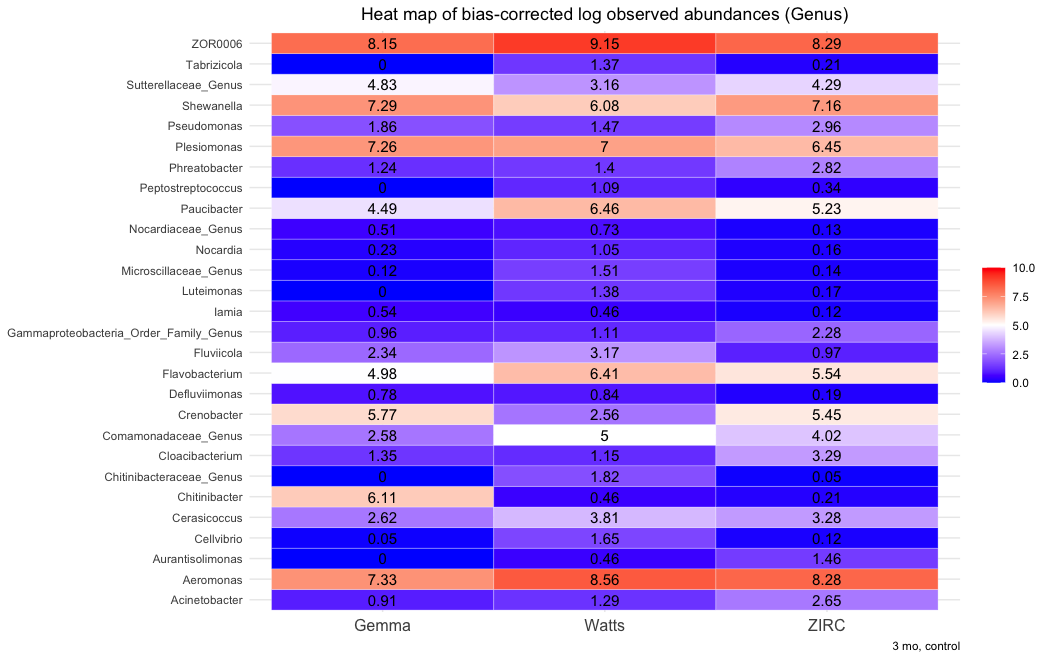 Heat map of bias-corrected log observed abundances (Genus)
ZOR0006 8.15 9.15 8.29
Tabrizicola 0 1.37 0.21
Sutterellaceae_Genus 4.83 3.16 4.29
Shewanella 7.29 6.08 7.16
Pseudomonas 1.86 1.47 2.96
Plesiomonas 7.26 7 6.45
Phreatobacter 1.24 1.4 2.82
Peptostreptococcus 0 1.09 0.34
Paucibacter 4.49 6.46 5.23
Nocardiaceae_Genus 0.51 0.73 0.13
Nocardia 0.23 1.05 0.16
Microscillaceae_Genus 0.12 1.51 0.14
Luteimonas 0 1.38 0.17
Iamia 0.54 0.46 0.12
Gammaproteobacteria_Order_Family_Genus 0.96 1.11 2.28
Fluviicola 2.34 3.17 0.97
Flavobacterium 4.98 6.41 5.54
Defluviimonas 0.78 0.84 0.19
Crenobacter 5.77 2.56 5.45
Comamonadaceae_Genus 2.58 5 4.02
Cloacibacterium 1.35 1.15 3.29
Chitinibacteraceae_Genus 0 1.82 0.05
Chitinibacter 6.11 0.46 0.21
Cerasicoccus 2.62 3.81 3.28
Cellvibrio 0.05 1.65 0.12
Aurantisolimonas 0 0.46 1.46
Aeromonas 7.33 8.56 8.28
Acinetobacter 0.91 1.29 2.65
Gemma Watts ZIRC
10.0
7.5
5.0
2.5
0.0
3 mo, control